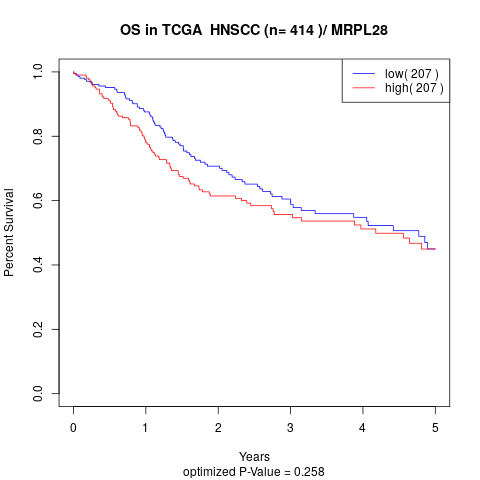 OS in TCGA  HNSCC (n= 414 )/ MRPL28
low( 207 )
high( 207 )
Percent Survival
1.0
0.8
0.6
0.4
0.2
0.0
0 1 2 3 4 5
Years
optimized P-Value = 0.258